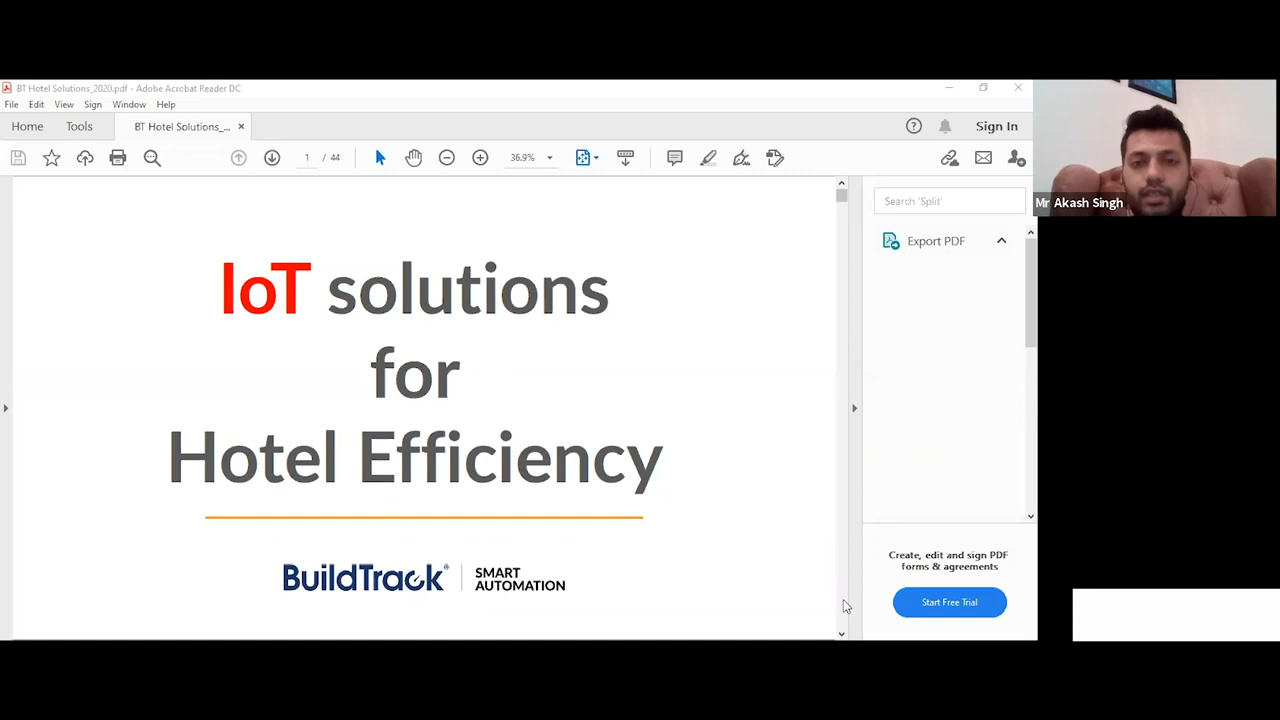 BT Hotel Solutions_2020.pdf - Adobe Acrobat Reader DC
File Edit View Sign Window Help
Home Tools BT Hotel Solutions_... ×
Sign In
1 / 44
36.9%
Mr Akash Singh
Search 'Split'
Export PDF
IoT solutions
for
Hotel Efficiency
BuildTrack® | SMART
AUTOMATION
Create, edit and sign PDF
forms & agreements
Start Free Trial